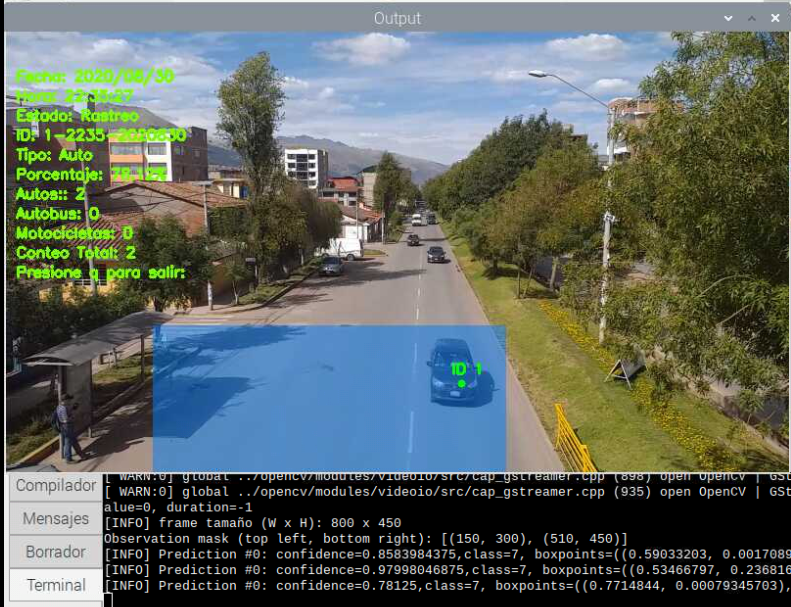 Output
Fecha: 2020/08/30
Hora: 22:35:27
Estado: Rastreo
ID: 1-2235-20200830
Tipo: Auto
Porcentaje: 78.12%
Autos:: 2
Autobus: 0
Motocicletas: 0
Conteo Total: 2
Presione q para salir:
ID 1
Compilador
Mensajes
Borrador
Terminal
[ WARN:0] global ../opencv/modules/videoio/src/cap_gstreamer.cpp (898) open OpenCV | GSt
[ WARN:0] global ../opencv/modules/videoio/src/cap_gstreamer.cpp (935) open OpenCV | GSt
alue=0, duration=-1
[INFO] frame tamaño (W x H): 800 x 450
Observation mask (top left, bottom right): [(150, 300), (510, 450)]
[INFO] Prediction #0: confidence=0.8583984375,class=7, boxpoints=((0.59033203, 0.0017089
[INFO] Prediction #0: confidence=0.97998046875,class=7, boxpoints=((0.53466797, 0.236816
[INFO] Prediction #0: confidence=0.78125,class=7, boxpoints=((0.7714844, 0.00079345703),